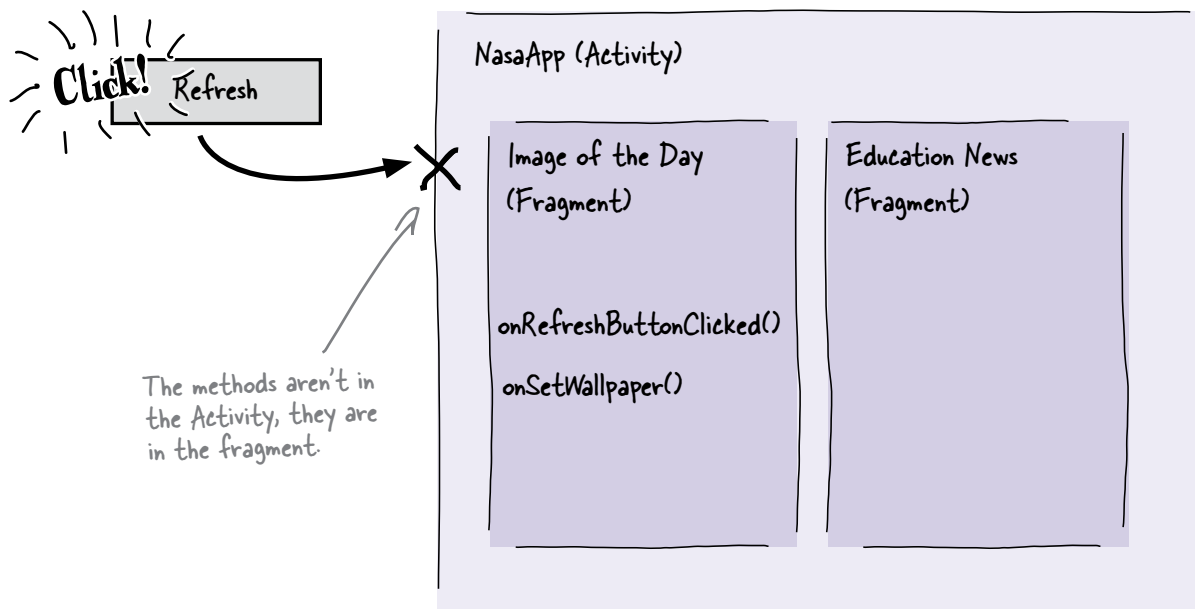 Click!
Refresh
NasaApp (Activity)
Image of the Day
(Fragment)
onRefreshButtonClicked()
onSetWallpaper()
Education News
(Fragment)
The methods aren't in
the Activity, they are
in the fragment.